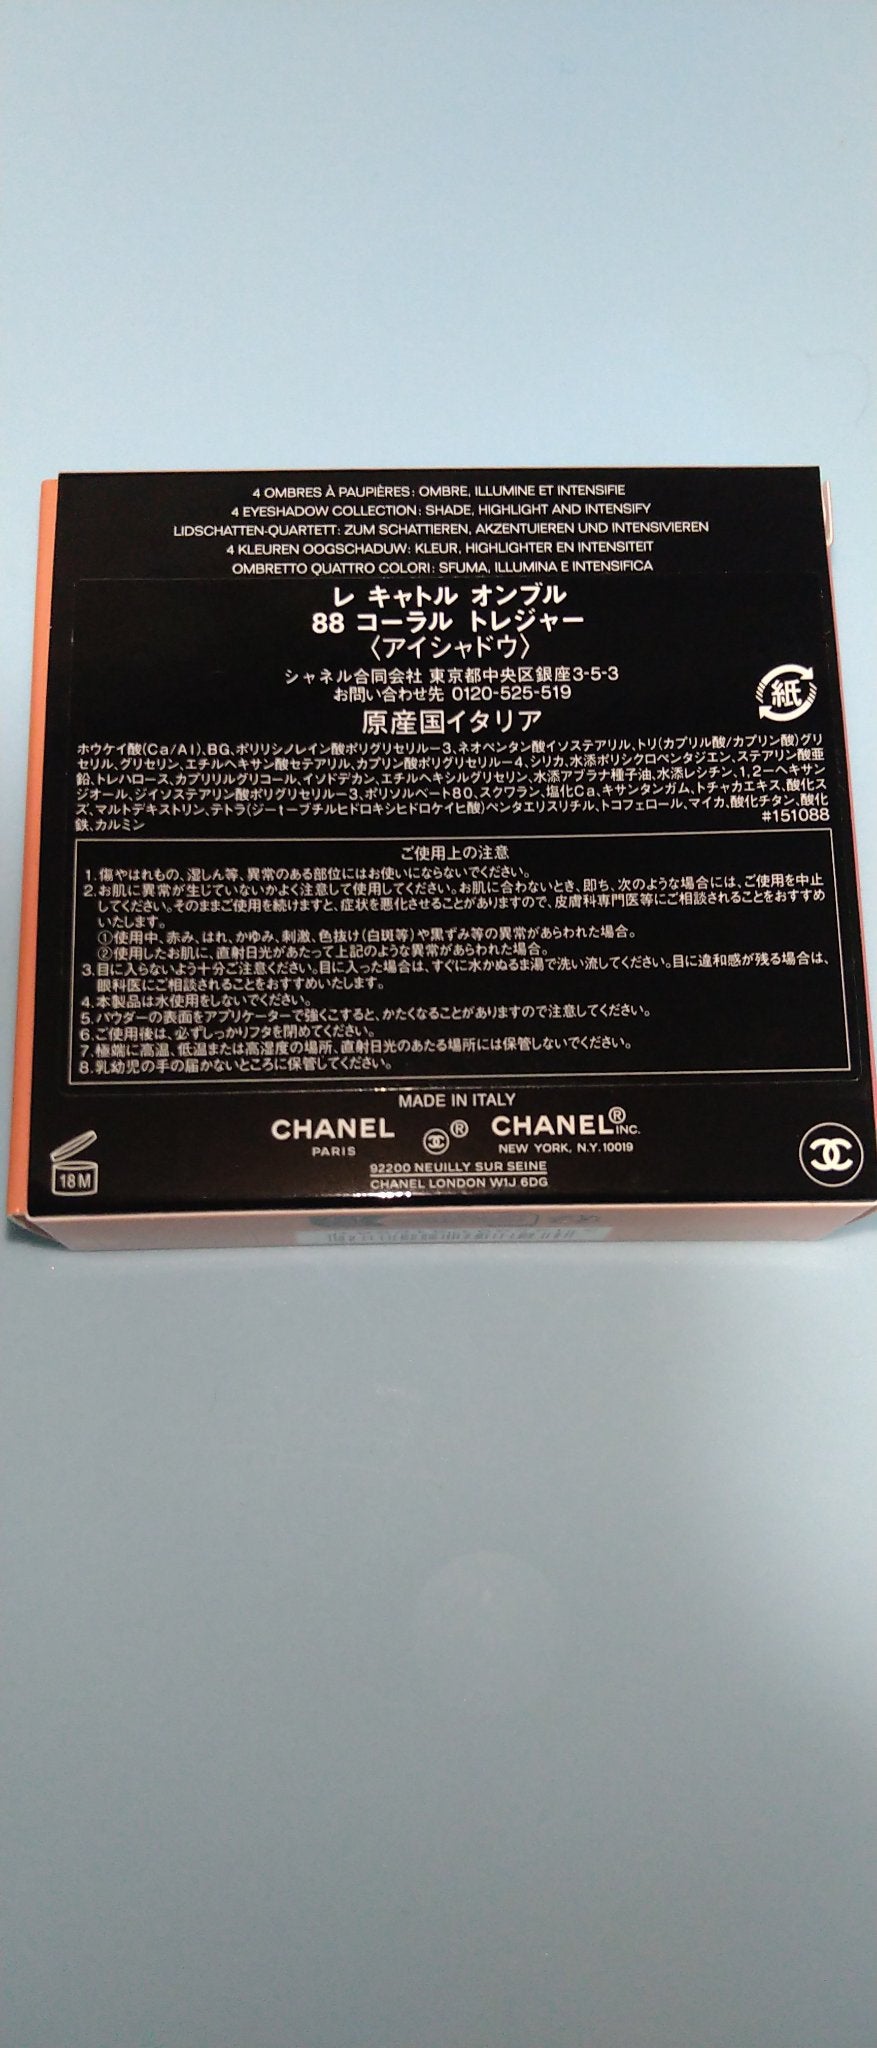 4 OMBRES À PAUPIÈRES: OMBRE, ILLUMINE ET INTENSIFIE
4 EYESHADOW COLLECTION: SHADE, HIGHLIGHT AND INTENSIFY
LIDSCHATTEN-QUARTETT: ZUM SCHATTIEREN, AKZENTUIEREN UND INTENSIVIEREN
4 KLEUREN OOGSCHADUW: KLEUR, HIGHLIGHTER EN INTENSITEIT
OMBRETTO QUATTRO COLORI: SFUMA, ILLUMINA E INTENSIFICA
レ キャトル オンブル
88 コーラル トレジャー
〈アイシャドウ〉
シャネル合同会社 東京都中央区銀座3-5-3
お問い合わせ先 0120-525-519
紙
原産国イタリア
ホウケイ酸(Ca/Al)、BG、ポリリシノレイン酸ポリグリセリル-3、ネオペンタン酸イソステアリル、トリ(カプリル酸/カプリン酸)グリ
セリル、グリセリン、エチルヘキサン酸セテアリル、カプリン酸ポリグリセリル-4、シリカ、水添ポリシクロペンタジエン、ステアリン酸亜
鉛、トレハロース、カプリリルグリコール、イソドデカン、エチルヘキシルグリセリン、水添アブラナ種子油、水添レシチン、1,2-ヘキサン
ジオール、ジイソステアリン酸ポリグリセリル-3、ポリソルベート80、スクワラン、塩化Ca、キサンタンガム、トチャカエキス、酸化ス
ズ、マルトデキストリン、テトラ(ジ-t-ブチルヒドロキシヒドロケイヒ酸)ペンタエリスリチル、トコフェロール、マイカ、酸化チタン、酸化
鉄、カルミン
#151088
ご使用上の注意
1.傷やはれもの、湿しん等、異常のある部位にはお使いにならないでください。
2.お肌に異常が生じていないかよく注意して使用してください。お肌に合わないとき、即ち、次のような場合には、ご使用を中止
してください。そのままご使用を続けますと、症状を悪化させることがありますので、皮膚科専門医等にご相談されることをおすすめ
いたします。
①使用中、赤み、はれ、かゆみ、刺激、色抜け(白斑等)や黒ずみ等の異常があらわれた場合。
②使用したお肌に、直射日光があたって上記のような異常があらわれた場合。
3.目に入らないよう十分ご注意ください。目に入った場合は、すぐに水かぬるま湯で洗い流してください。目に違和感が残る場合は、
眼科医にご相談されることをおすすめいたします。
4.本製品は水使用をしないでください。
5.パウダーの表面をアプリケーターで強くこすると、かたくなることがありますので注意してください。
6.ご使用後は、必ずしっかりフタを閉めてください。
7.極端に高温、低温または高湿度の場所、直射日光のあたる場所には保管しないでください。
8.乳幼児の手の届かないところに保管してください。
MADE IN ITALY
CHANEL
PARIS
®
CHANEL® INC.
NEW YORK, N.Y. 10019
92200 NEUILLY SUR SEINE
CHANEL LONDON W1J 6DG
18M